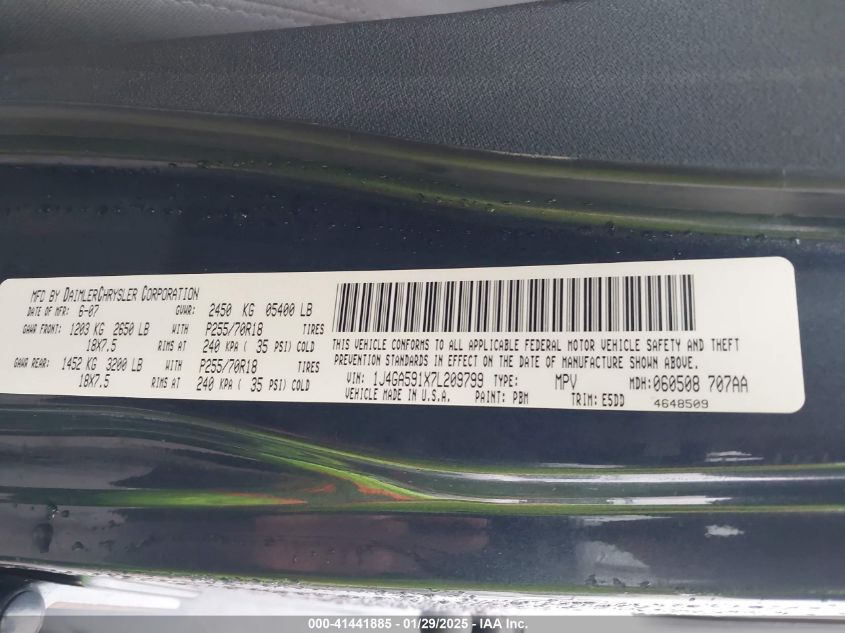 MFD BY DAIMLERCHRYSLER CORPORATION
DATE OF MFR: 6-07 GVWR: 2450 KG 05400 LB
GAWR FRONT: 1203 KG 2650 LB WITH P255/70R18 TIRES
18X7.5 RIMS AT 240 KPA ( 35 PSI) COLD
GAWR REAR: 1452 KG 3200 LB WITH P255/70R18 TIRES
18X7.5 RIMS AT 240 KPA ( 35 PSI) COLD
THIS VEHICLE CONFORMS TO ALL APPLICABLE FEDERAL MOTOR VEHICLE SAFETY AND THEFT
PREVENTION STANDARDS IN EFFECT ON THE DATE OF MANUFACTURE SHOWN ABOVE.
VIN: 1J4GA591X7L209799 TYPE: MPV MDH:060508 707AA
VEHICLE MADE IN U.S.A. PAINT: PBM TRIM: E5DD 4648509
000-41441885 - 01/29/2025 - IAA Inc.